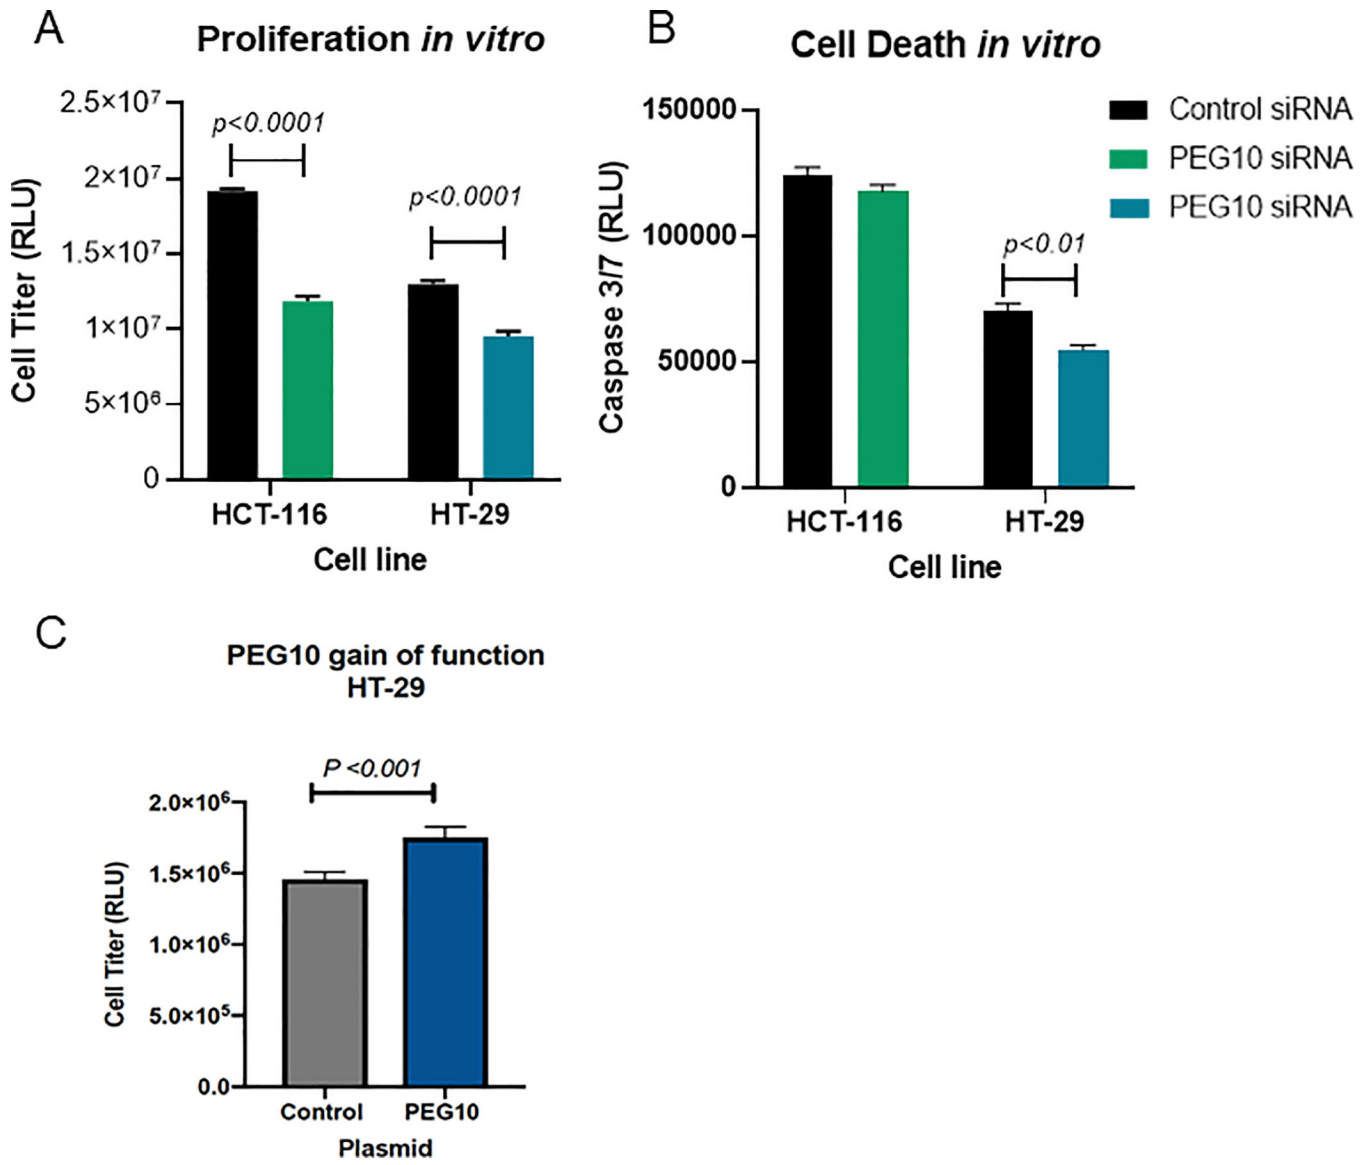 A
Proliferation in vitro
2.5×10⁷
2×10⁷
1.5×10⁷
1×10⁷
5×10⁶
0
Cell Titer (RLU)
p<0.0001
p<0.0001
HCT-116
HT-29
Cell line
B
Cell Death in vitro
150000
100000
50000
0
Caspase 3/7 (RLU)
p<0.01
HCT-116
HT-29
Cell line
Control siRNA
PEG10 siRNA
PEG10 siRNA
C
PEG10 gain of function
HT-29
P <0.001
2.0×10⁶
1.5×10⁶
1.0×10⁶
5.0×10⁵
0.0
Cell Titer (RLU)
Control
PEG10
Plasmid